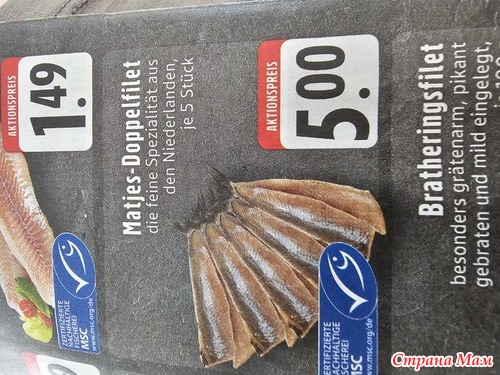 AKTIONSPREIS
1.49
ZERTIFIZIERTE
NACHHALTIGE
FISCHEREI
MSC
www.msc.org/de
Matjes-Doppelfilet
die feine Spezialität aus
den Niederlanden,
je 5 Stück
AKTIONSPREIS
5.00
ZERTIFIZIERTE
NACHHALTIGE
FISCHEREI
MSC
www.msc.org/de
Bratheringsfilet
besonders grätenarm, pikant
gebraten und mild eingelegt,
Страна Мам